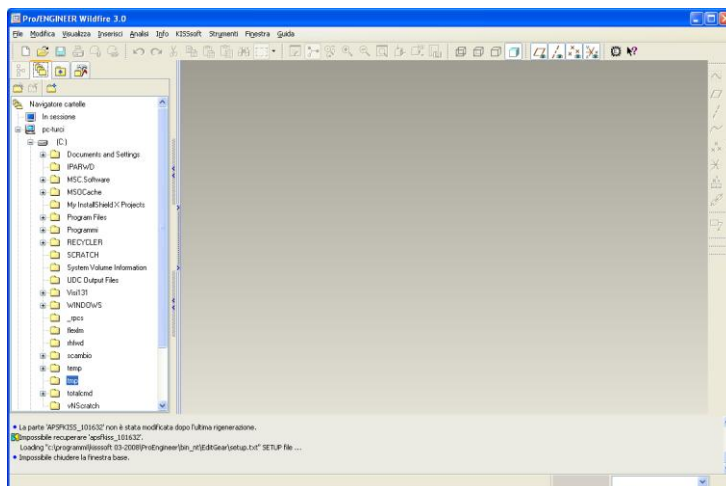 Pro/ENGINEER Wildfire 3.0
File Modifica Visualizza Inserisci Analisi Info KISSsoft Strumenti Finestra Guida
Navigatore cartelle
In sessione
pc-turci
(C:)
Documents and Settings
IPARWD
MSC.Software
MSOCache
My InstallShield X Projects
Program Files
Programmi
RECYCLER
SCRATCH
System Volume Information
UDC Output Files
Visi131
WINDOWS
_rpcs
flexlm
rhlwd
scambio
temp
tmp
totalcmd
vNScratch
• La parte 'APSFKISS_101632' non è stata modificata dopo l'ultima rigenerazione.
Impossibile recuperare 'apsfkiss_101632'.
Loading "c:\programmi\kisssoft 03-2008\ProEngineer\bin_nt\EditGear\setup.txt" SETUP file ...
• Impossibile chiudere la finestra base.